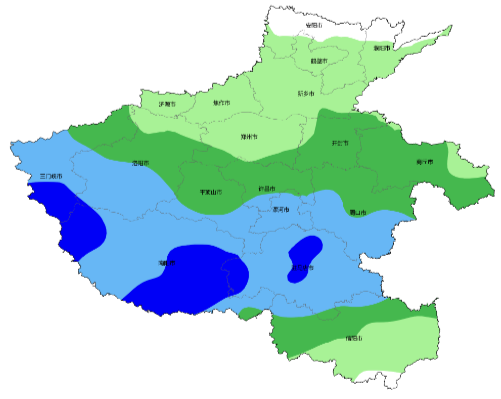 安阳市
濮阳市
鹤壁市
新乡市
济源市
焦作市
郑州市
开封市
商丘市
洛阳市
三门峡市
平顶山市
许昌市
漯河市
周口市
南阳市
驻马店市
信阳市